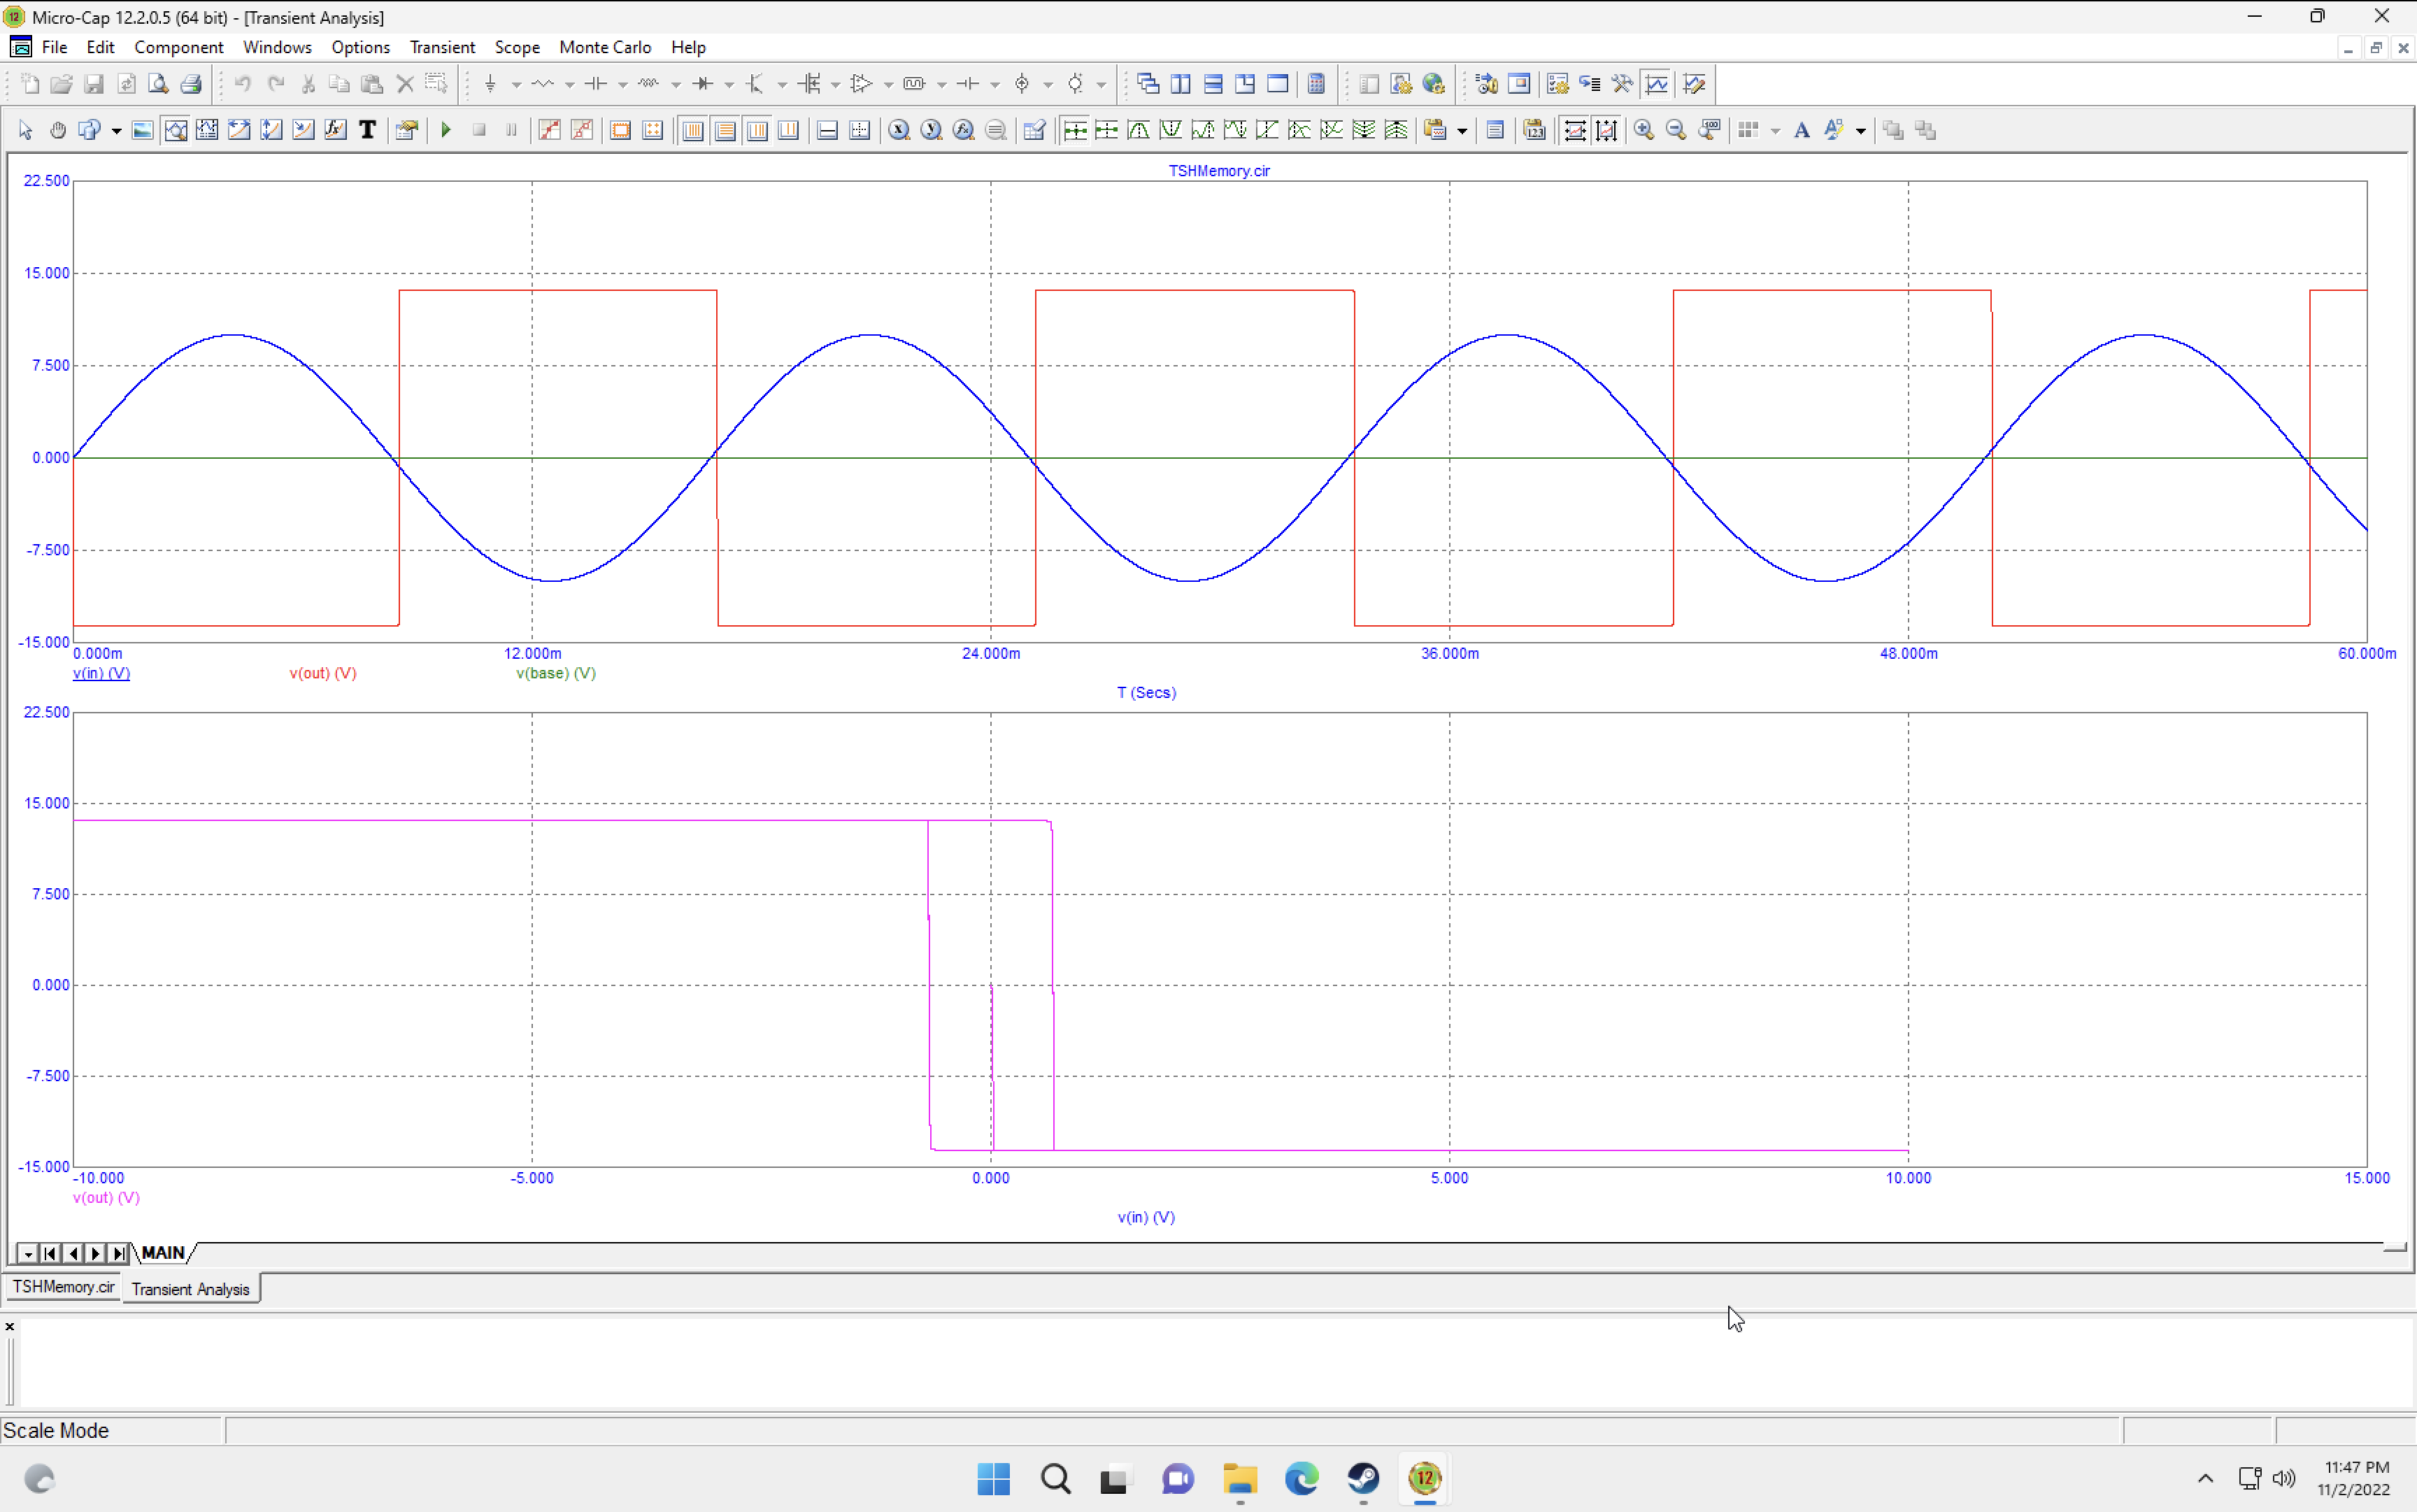 Micro-Cap 12.2.0.5 (64 bit) - [Transient Analysis]
File Edit Component Windows Options Transient Scope Monte Carlo Help
TSHMemory.cir
22.500
15.000
7.500
0.000
-7.500
-15.000
0.000m 12.000m 24.000m 36.000m 48.000m 60.000m
v(in) (V) v(out) (V) v(base) (V)
T (Secs)
22.500
15.000
7.500
0.000
-7.500
-15.000
-10.000 -5.000 0.000 5.000 10.000 15.000
v(out) (V)
v(in) (V)
MAIN
TSHMemory.cir Transient Analysis
Scale Mode
12
11:47 PM
11/2/2022